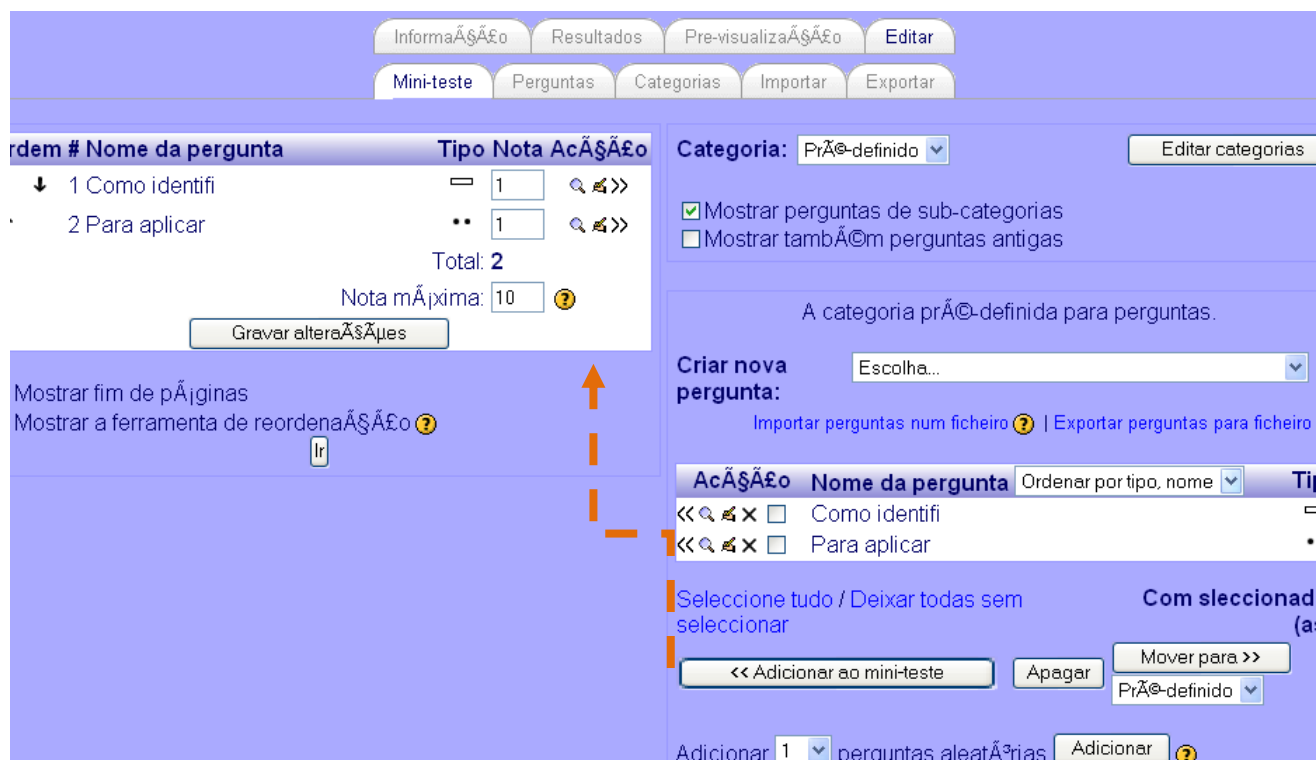 InformaÃ§Ã£o Resultados Pre-visualizaÃ§Ã£o Editar
Mini-teste Perguntas Categorias Importar Exportar
rdem # Nome da pergunta Tipo Nota AcÃ§Ã£o
1 Como identifi 1 >>
2 Para aplicar 1 >>
Total: 2
Nota mÃ¡xima: 10 ?
Gravar alteraÃ§Ãµes
Mostrar fim de pÃ¡ginas
Mostrar a ferramenta de reordenaÃ§Ã£o ?
Ir
Categoria: PrÃ©-definido Editar categorias
Mostrar perguntas de sub-categorias
Mostrar tambÃ©m perguntas antigas
A categoria prÃ©-definida para perguntas.
Criar nova Escolha...
pergunta:
Importar perguntas num ficheiro ? | Exportar perguntas para ficheiro
AcÃ§Ã£o Nome da pergunta Ordenar por tipo, nome Tip
<< Como identifi
<< Para aplicar
Seleccione tudo / Deixar todas sem Com sleccionad
seleccionar (as
<< Adicionar ao mini-teste Apagar Mover para >>
PrÃ©-definido
Adicionar 1 perguntas aleatÃ³rias Adicionar ?